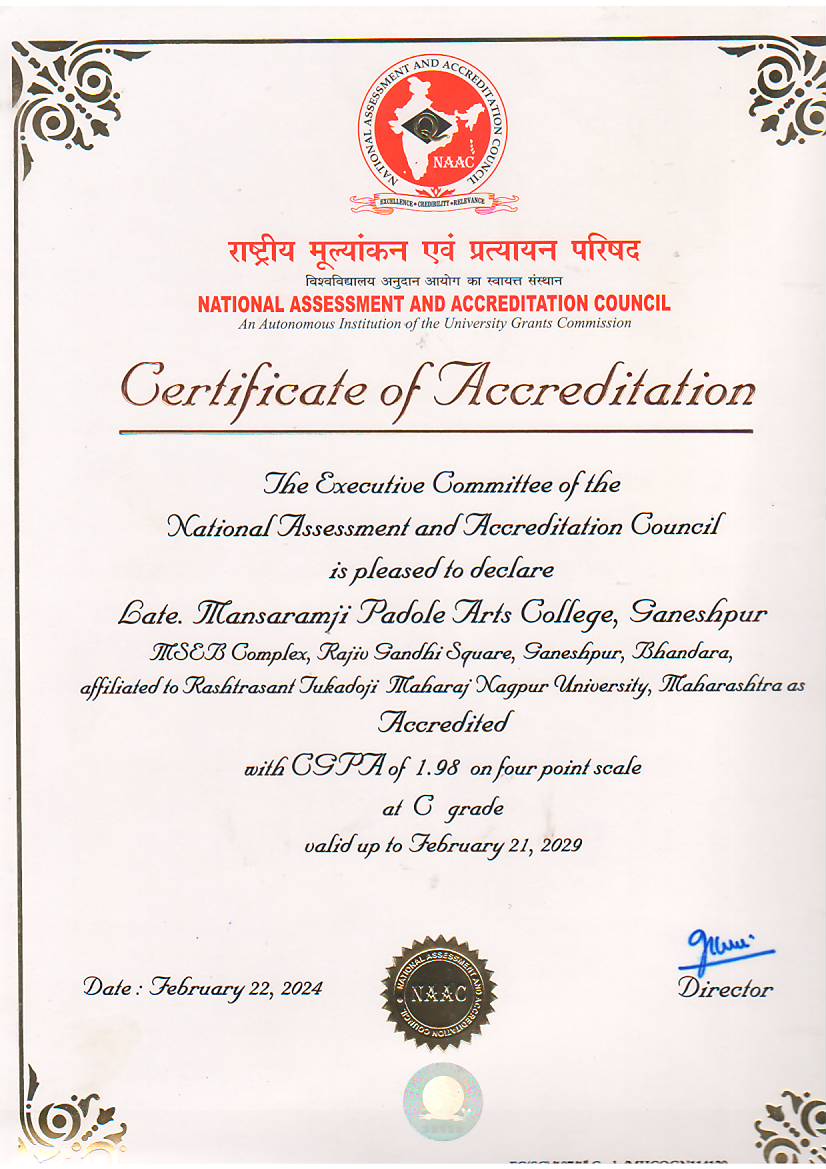 NATIONAL ASSESSMENT AND ACCREDITATION COUNCIL
Q
NAAC
EXCELLENCE • CREDIBILITY • RELEVANCE
राष्ट्रीय मूल्यांकन एवं प्रत्यायन परिषद
विश्वविद्यालय अनुदान आयोग का स्वायत्त संस्थान
NATIONAL ASSESSMENT AND ACCREDITATION COUNCIL
An Autonomous Institution of the University Grants Commission
Certificate of Accreditation
The Executive Committee of the
National Assessment and Accreditation Council
is pleased to declare
Late. Mansaramji Padole Arts College, Ganeshpur
MSEB Complex, Rajiv Gandhi Square, Ganeshpur, Bhandara,
affiliated to Rashtrasant Tukadoji Maharaj Nagpur University, Maharashtra as
Accredited
with CGPA of 1.98 on four point scale
at C grade
valid up to February 21, 2029
Date : February 22, 2024
NATIONAL ASSESSMENT AND ACCREDITATION COUNCIL
NAAC
Director